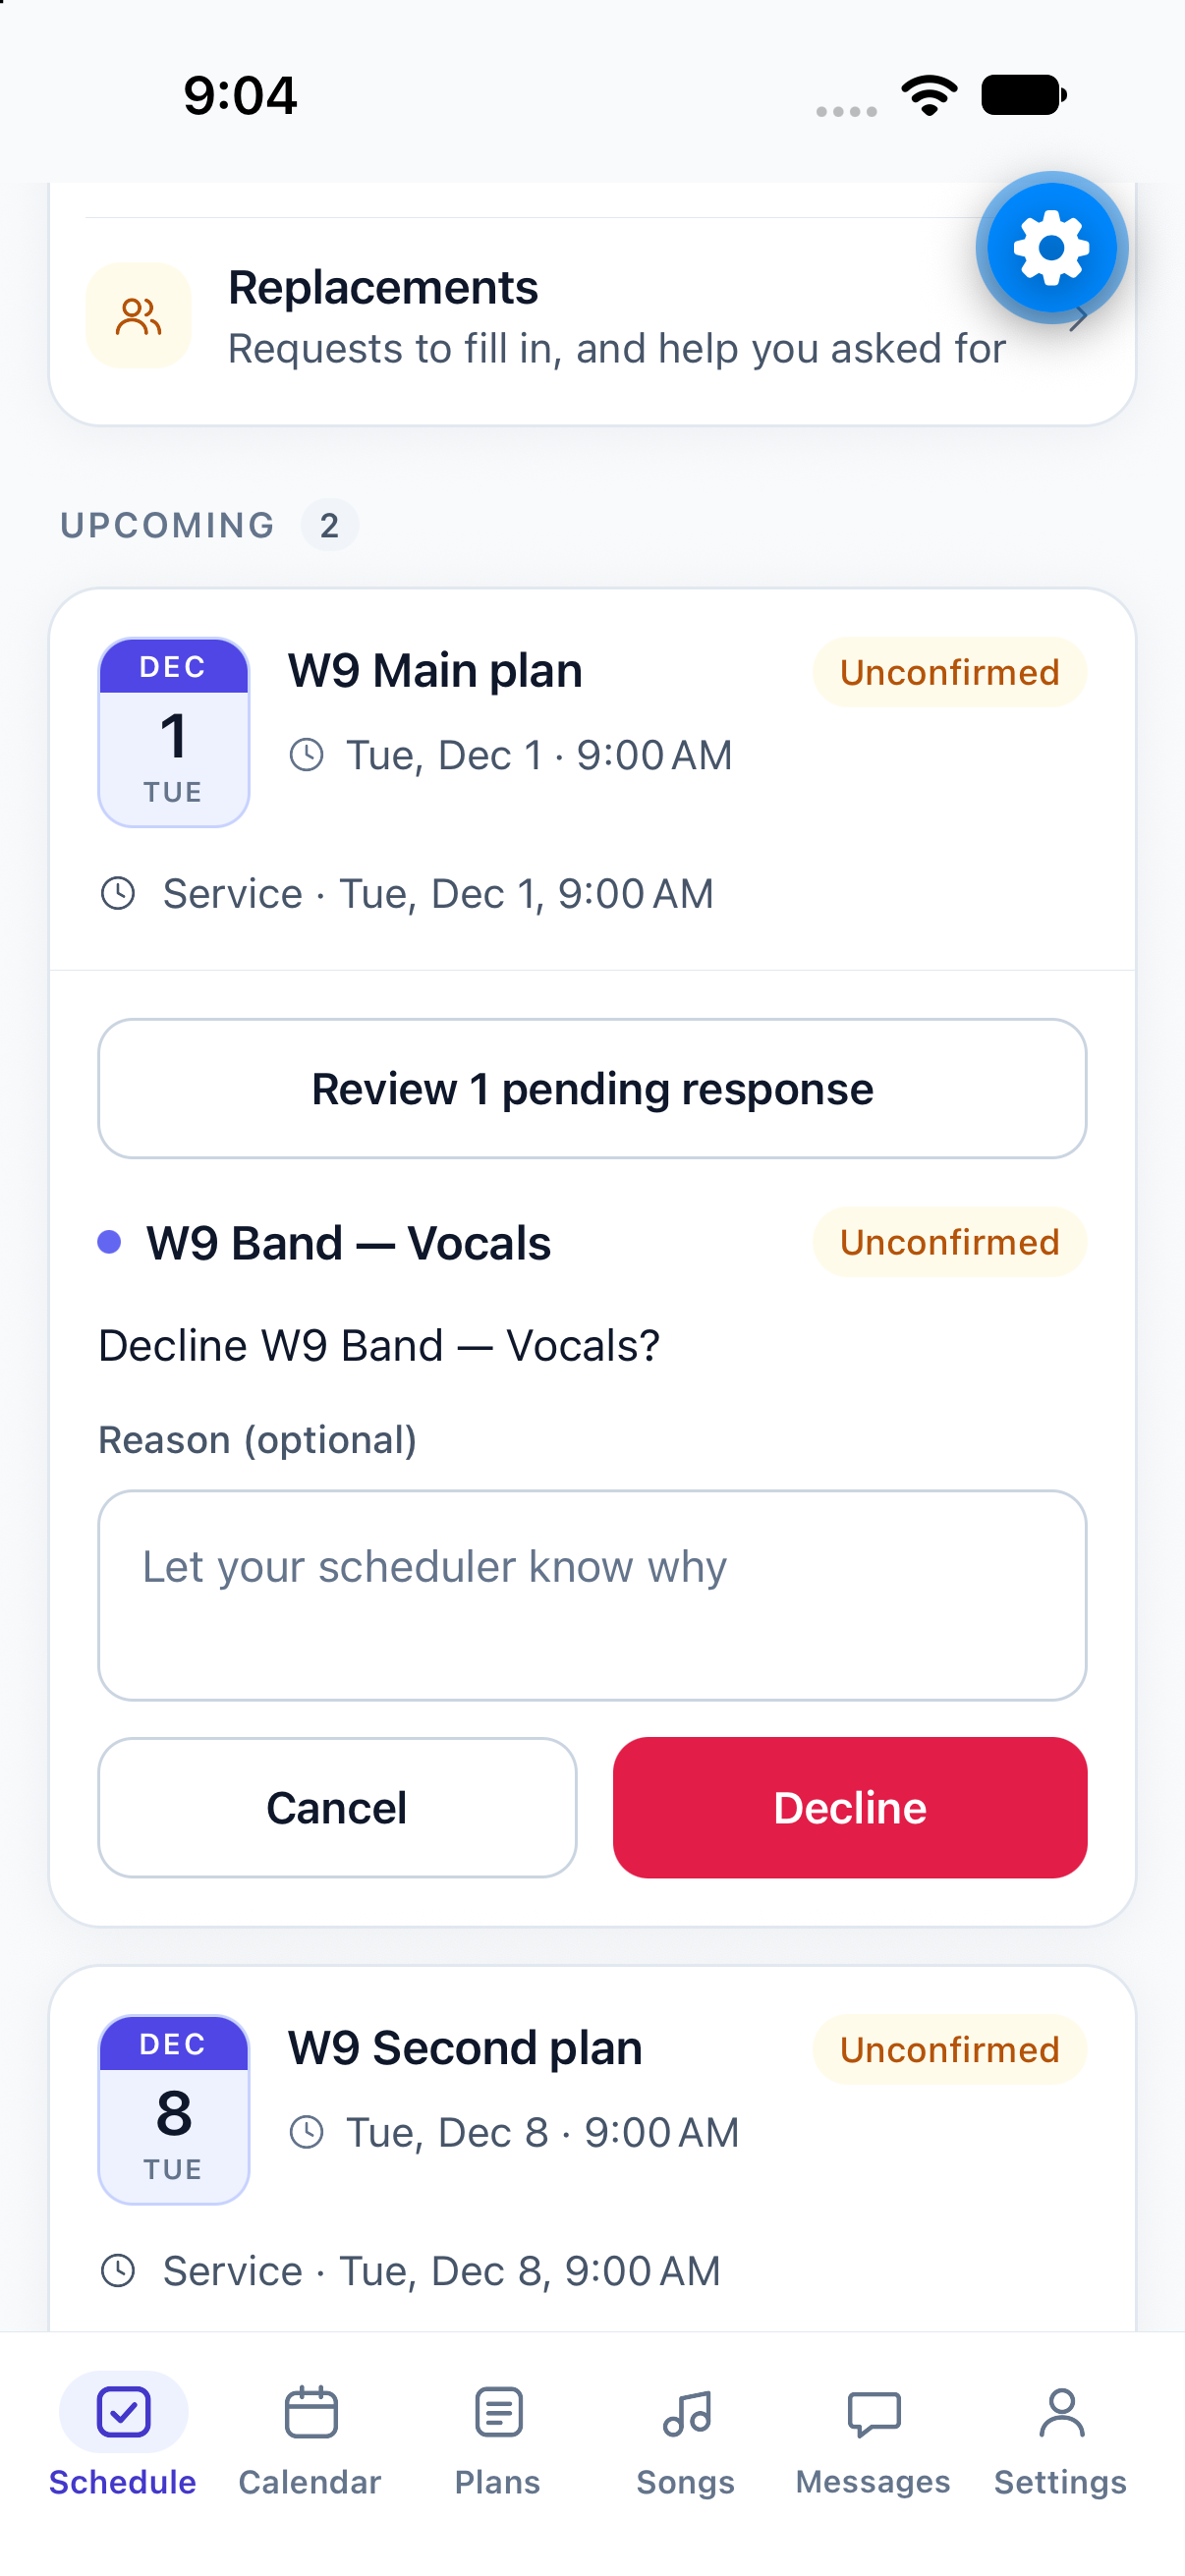 9:04
Replacements
Requests to fill in, and help you asked for
UPCOMING 2
DEC
1
TUE
W9 Main plan
Unconfirmed
Tue, Dec 1 · 9:00 AM
Service · Tue, Dec 1, 9:00 AM
Review 1 pending response
W9 Band — Vocals
Unconfirmed
Decline W9 Band — Vocals?
Reason (optional)
Let your scheduler know why
Cancel
Decline
DEC
8
TUE
W9 Second plan
Unconfirmed
Tue, Dec 8 · 9:00 AM
Service · Tue, Dec 8, 9:00 AM
Schedule
Calendar
Plans
Songs
Messages
Settings